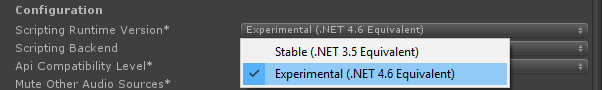 Configuration
Scripting Runtime Version* Experimental (.NET 4.6 Equivalent)
Stable (.NET 3.5 Equivalent)
Scripting Backend
Api Compatibility Level* Experimental (.NET 4.6 Equivalent)
Mute Other Audio Sources*